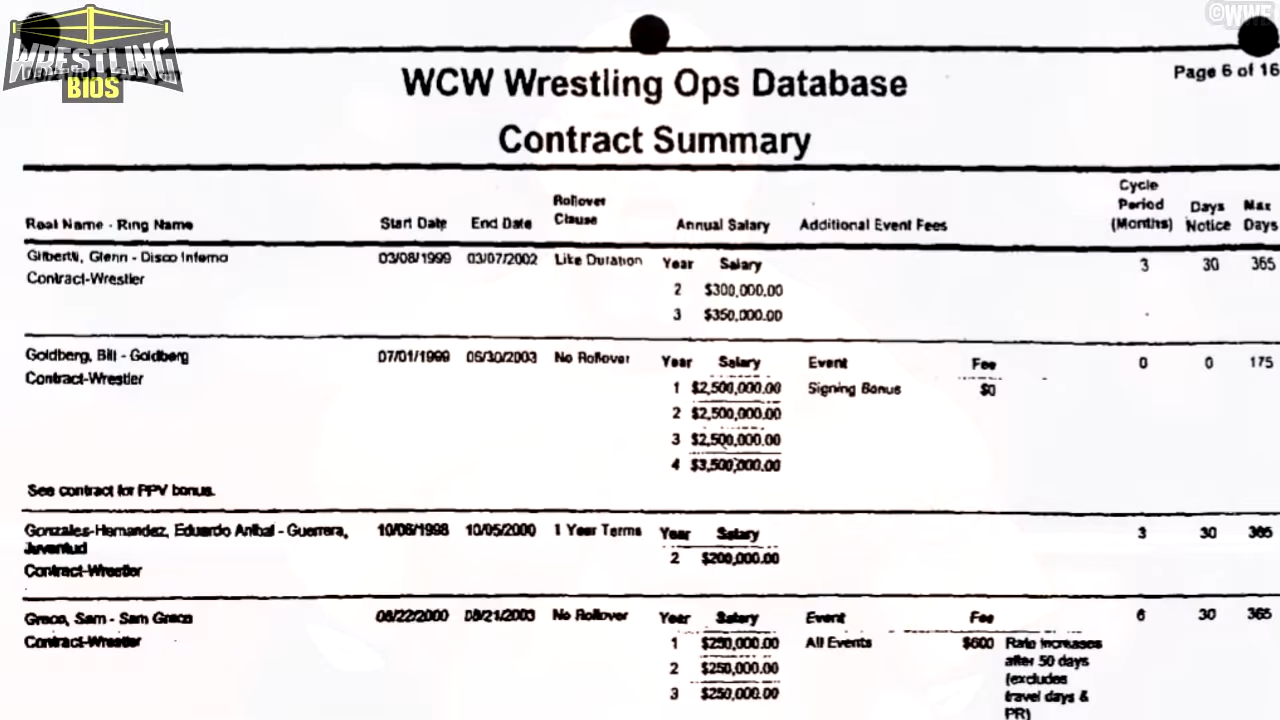 ©WWE
WRESTLING
BIOS
Page 6 of 16
WCW Wrestling Ops Database
Contract Summary
Real Name - Ring Name Start Date End Date Rollover Clause Annual Salary Additional Event Fees Cycle Period (Months) Days Notice Max Days
Gilbertti, Glenn - Disco Inferno 03/08/1999 03/07/2002 Like Duration Year Salary 3 30 365
Contract-Wrestler
2 $300,000.00
3 $350,000.00
Goldberg, Bill - Goldberg 07/01/1999 06/30/2003 No Rollover Year Salary Event Fee 0 0 175
Contract-Wrestler 1 $2,500,000.00 Signing Bonus $0
2 $2,500,000.00
3 $2,500,000.00
4 $3,500,000.00
See contract for PPV bonus.
Gonzales-Hernandez, Eduardo Anibal - Guerrera, 10/06/1998 10/05/2000 1 Year Terms Year Salary 3 30 365
Juventud
2 $200,000.00
Contract-Wrestler
Greco, Sam - Sam Greco 08/22/2000 08/21/2003 No Rollover Year Salary Event Fee 6 30 365
Contract-Wrestler 1 $250,000.00 All Events $600 Rate increases
2 $250,000.00 after 50 days
(excludes
3 $250,000.00 travel days &
PR)